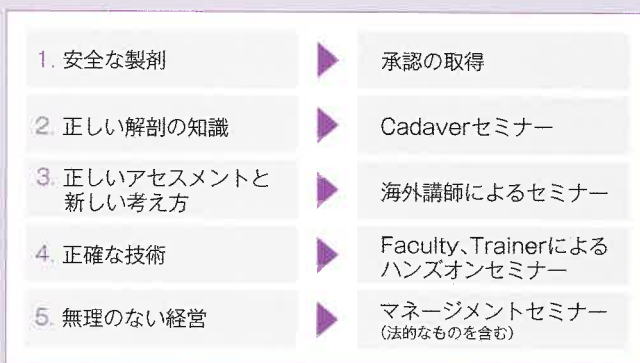 1. 安全な製剤
承認の取得
2. 正しい解剖の知識
Cadaverセミナー
3. 正しいアセスメントと
新しい考え方
海外講師によるセミナー
4. 正確な技術
Faculty、Trainerによる
ハンズオンセミナー
5. 無理のない経営
マネージメントセミナー
(法的なものを含む)